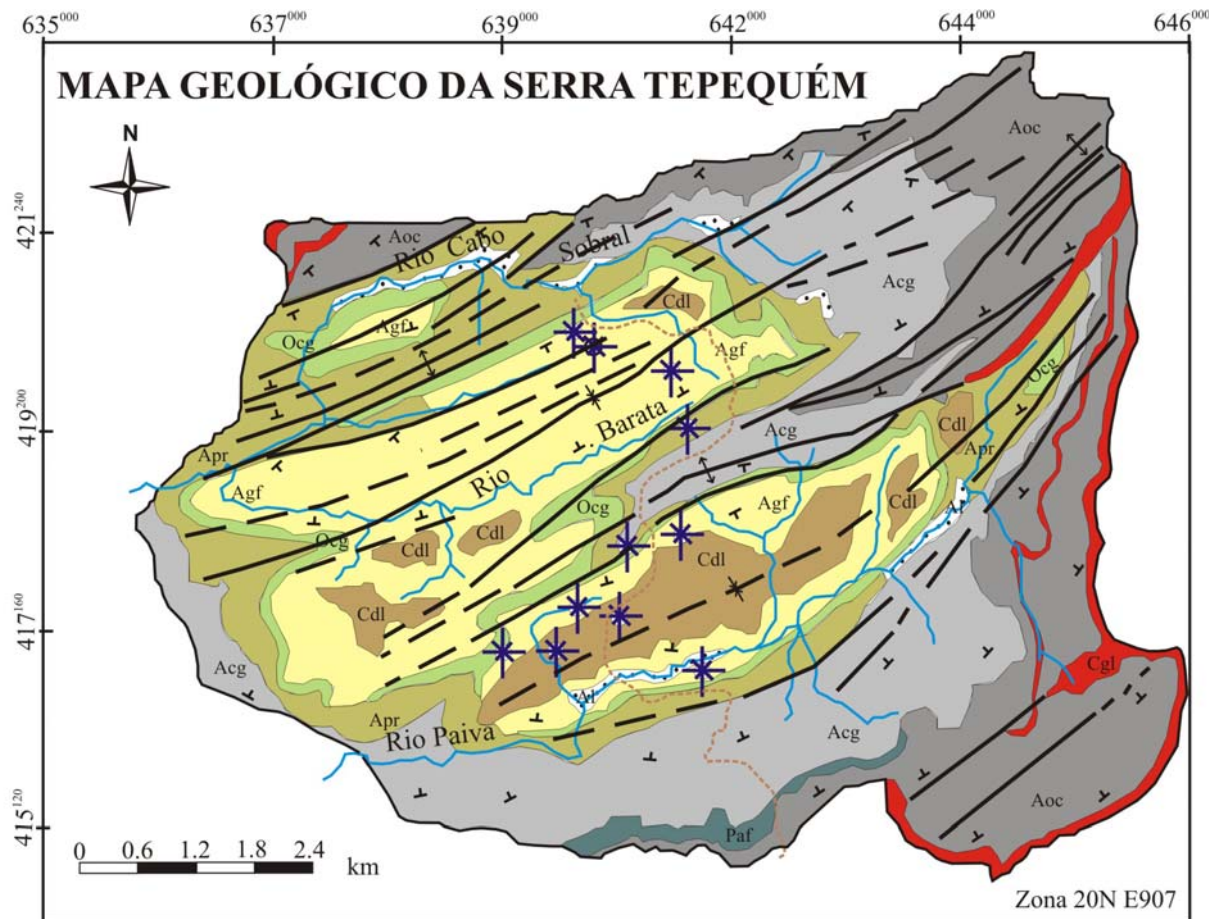 635⁰⁰⁰ 637⁰⁰⁰ 639⁰⁰⁰ 642⁰⁰⁰ 644⁰⁰⁰ 646⁰⁰⁰
MAPA GEOLÓGICO DA SERRA TEPEQUÉM
N
Aoc
421²⁴⁰
Aoc
Rio Cabo Sobral
Acg
Cdl
Agf
Ocg
Agf
Ocg
419²⁰⁰
Barata
Acg
Cdl
Apr
Apr
Agf
Rio
Agf
Cdl
Ocg
Cdl
Al
Ocg
Cdl
Cdl
417¹⁶⁰
Cdl
Acg
Cgl
Al
Apr
Rio Paiva
Acg
Aoc
415¹²⁰
Paf
0 0.6 1.2 1.8 2.4
km
Zona 20N E907